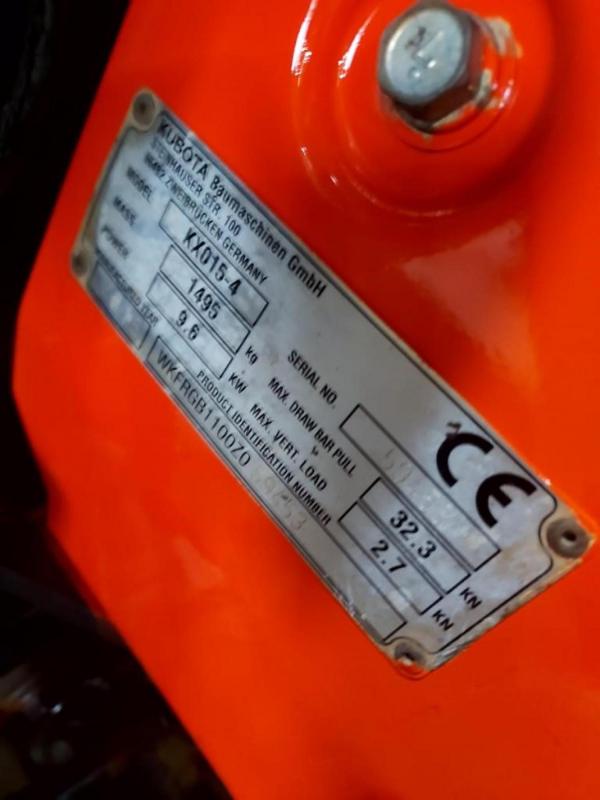 KUBOTA Baumaschinen GmbH
STEINHAUSER STR. 100
66482 ZWEIBRÜCKEN GERMANY
MODEL KX015-4
MASS 1495 kg
POWER 9.6 KW
YEAR
SERIAL NO.
MAX. DRAW BAR PULL 32.3 KN
MAX. VERT. LOAD 2.7 KN
PRODUCT IDENTIFICATION NUMBER
WKFRGB1100Z0
CE